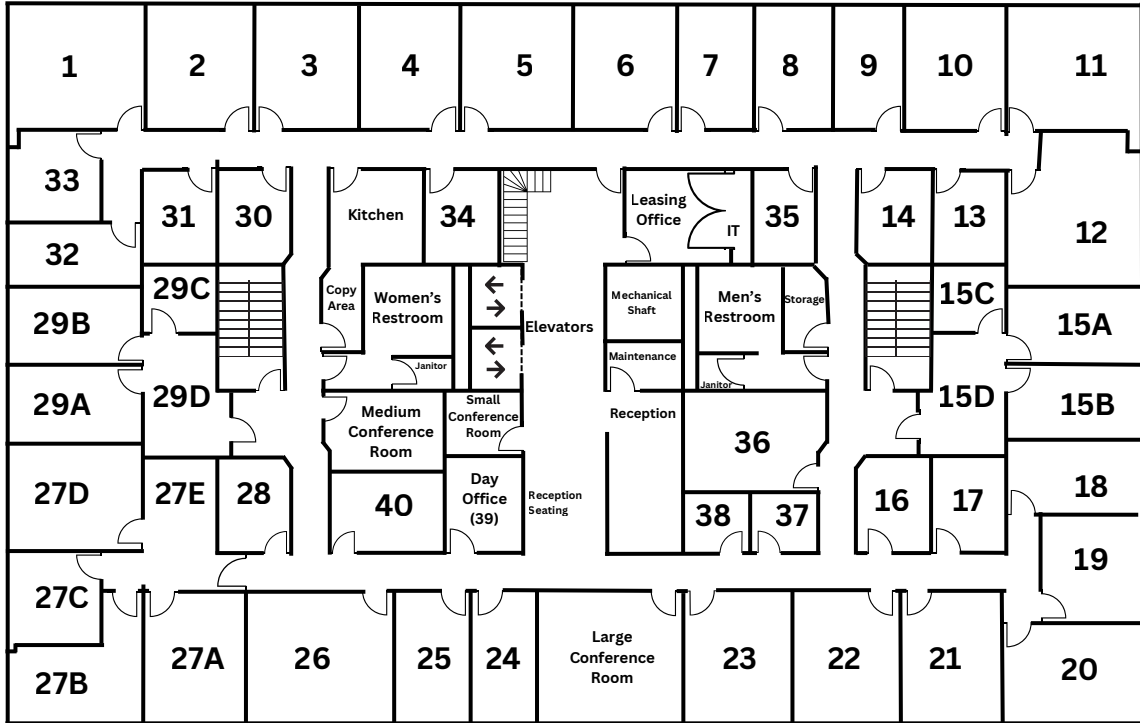 1
2
3
4
5
6
7
8
9
10
11
33
31
30
Kitchen
34
Leasing
Office
IT
35
14
13
12
32
29C
Copy
Area
Women's
Restroom
Elevators
Mechanical
Shaft
Men's
Restroom
Storage
15C
29B
15A
Maintenance
Janitor
Janitor
29A
29D
Medium
Conference
Room
Small
Conference
Room
Reception
36
15D
15B
27D
27E
28
40
Day
Office
(39)
Reception
Seating
38
37
16
17
18
19
27C
27B
27A
26
25
24
Large
Conference
Room
23
22
21
20